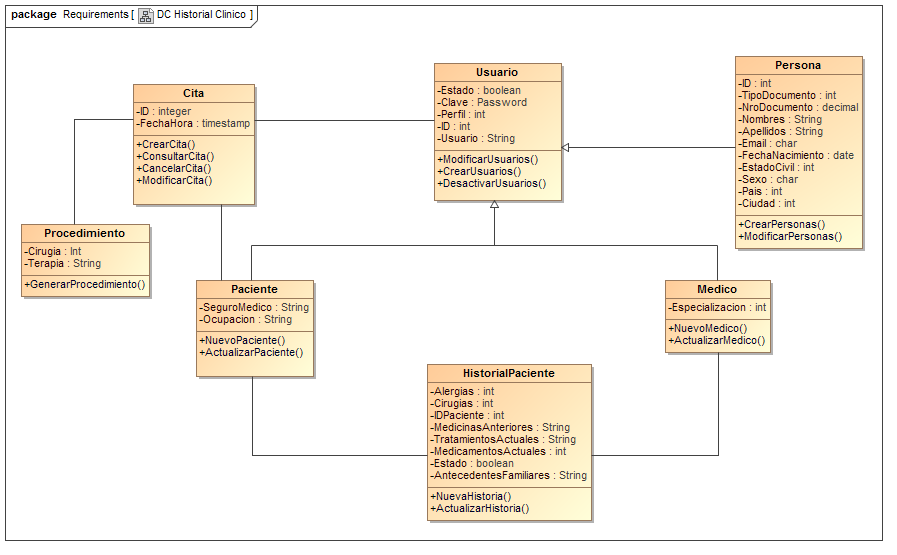 package Requirements [ DC Historial Clinico ]
Cita
-ID : integer
-FechaHora : timestamp
+CrearCita()
+ConsultarCita()
+CancelarCita()
+ModificarCita()
Usuario
-Estado : boolean
-Clave : Password
-Perfil : int
-ID : int
-Usuario : String
+ModificarUsuarios()
+CrearUsuarios()
+DesactivarUsuarios()
Persona
-ID : int
-TipoDocumento : int
-NroDocumento : decimal
-Nombres : String
-Apellidos : String
-Email : char
-FechaNacimiento : date
-EstadoCivil : int
-Sexo : char
-Pais : int
-Ciudad : int
+CrearPersonas()
+ModificarPersonas()
Procedimiento
-Cirugia : Int
-Terapia : String
+GenerarProcedimiento()
Paciente
-SeguroMedico : String
-Ocupacion : String
+NuevoPaciente()
+ActualizarPaciente()
Medico
-Especializacion : int
+NuevoMedico()
+ActualizarMedico()
HistorialPaciente
-Alergias : int
-Cirugias : int
-IDPaciente : int
-MedicinasAnteriores : String
-TratamientosActuales : String
-MedicamentosActuales : int
-Estado : boolean
-AntecedentesFamiliares : String
+NuevaHistoria()
+ActualizarHistoria()